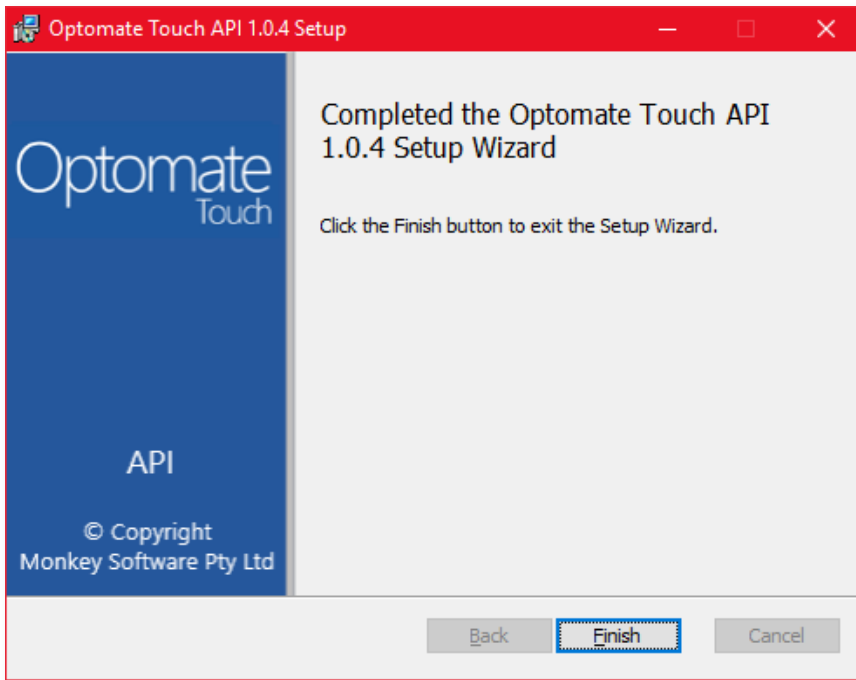 Optomate Touch API 1.0.4 Setup
Optomate
Touch
API
© Copyright
Monkey Software Pty Ltd
Completed the Optomate Touch API
1.0.4 Setup Wizard
Click the Finish button to exit the Setup Wizard.
Back
Finish
Cancel